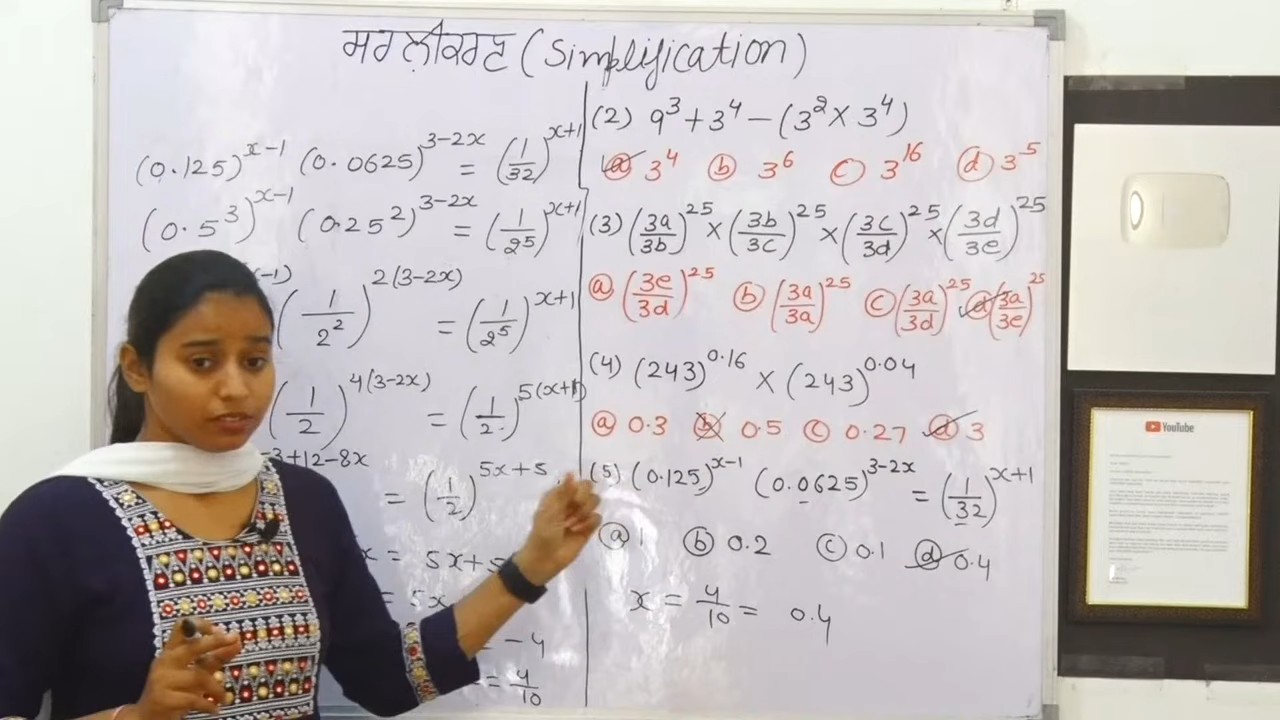 ਸਰਲੀਕਰਣ (Simplification)
(0.125)^{x-1} (0.0625)^{3-2x} = (1/32)^{x+1}
(0.5^3)^{x-1} (0.25^2)^{3-2x} = (1/2^5)^{x+1}
-1) (1/2^2)^{2(3-2x)} = (1/2^5)^{x+1}
(1/2)^{4(3-2x)} = (1/2)^{5(x+1)}
-3+12-8x = (1/2)^{5x+5}
x = 5x+5
= 5x
= -4
= 4/10
(2) 9^3 + 3^4 - (3^2 × 3^4)
ⓐ 3^4 ⓑ 3^6 ⓒ 3^16 ⓓ 3^-5
(3) (3a/3b)^25 × (3b/3c)^25 × (3c/3d)^25 × (3d/3e)^25
ⓐ (3e/3d)^25 ⓑ (3a/3a)^25 ⓒ (3a/3d)^25 ⓓ (3a/3e)^25
(4) (243)^0.16 × (243)^0.04
ⓐ 0.3 ⓑ 0.5 ⓒ 0.27 ⓓ 3
(5) (0.125)^{x-1} (0.0625)^{3-2x} = (1/32)^{x+1}
ⓐ 1 ⓑ 0.2 ⓒ 0.1 ⓓ 0.4
x = 4/10 = 0.4
YouTube